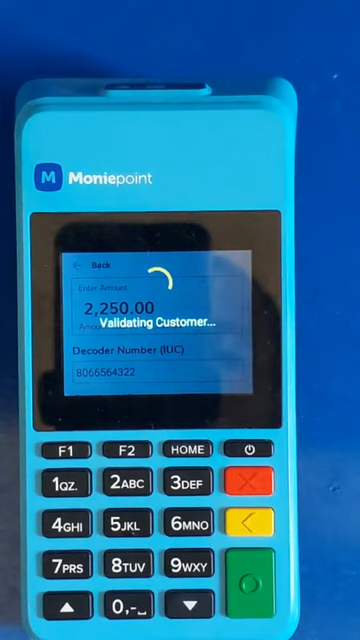 M Moniepoint
← Back
Enter Amount
2,250.00
Validating Customer...
Decoder Number (IUC)
8066564322
F1 F2 HOME
1QZ. 2ABC 3DEF
4GHI 5JKL 6MNO
7PRS 8TUV 9WXY
0,-⎵